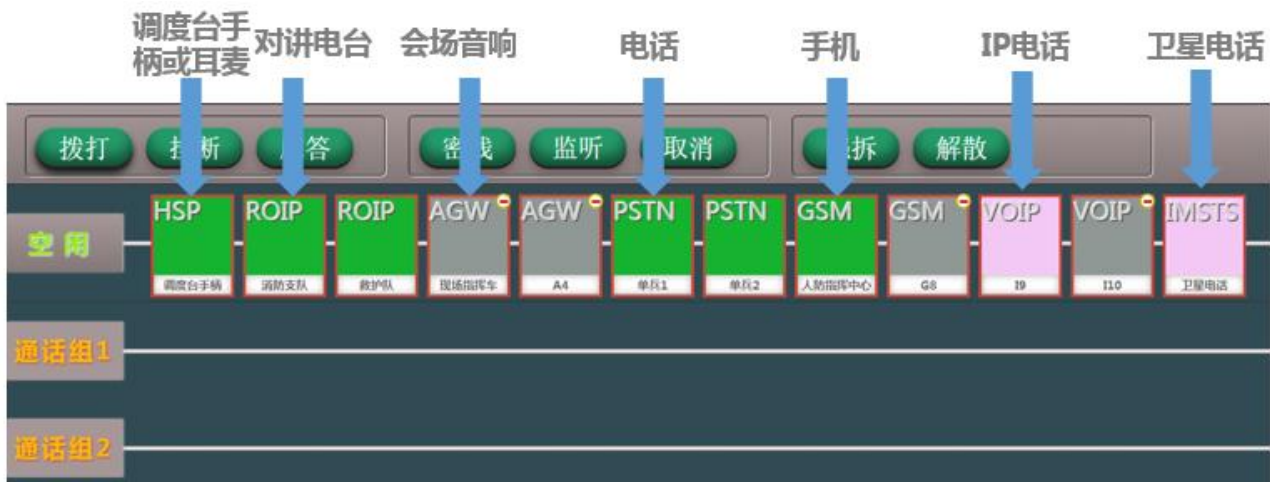 调度台手
柄或耳麦
对讲电台
会场音响
电话
手机
IP电话
卫星电话
拨打
断
答
监听
取消
拆
解散
空闲
HSP
ROIP
ROIP
AGW
AGW
PSTN
PSTN
GSM
GSM
VOIP
VOIP
IMSTS
调度台手柄
消防支队
救护队
现场指挥车
A4
单兵1
单兵2
人防指挥中心
G8
I9
I10
卫星电话
通话组1
通话组2